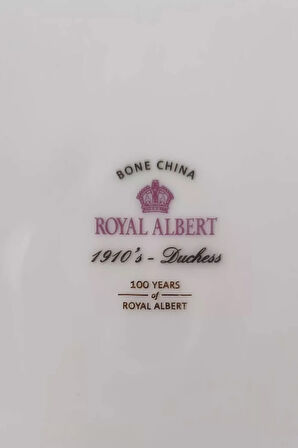 BONE CHINA
ROYAL ALBERT
1910's - Duchess
100 YEARS
of
ROYAL ALBERT